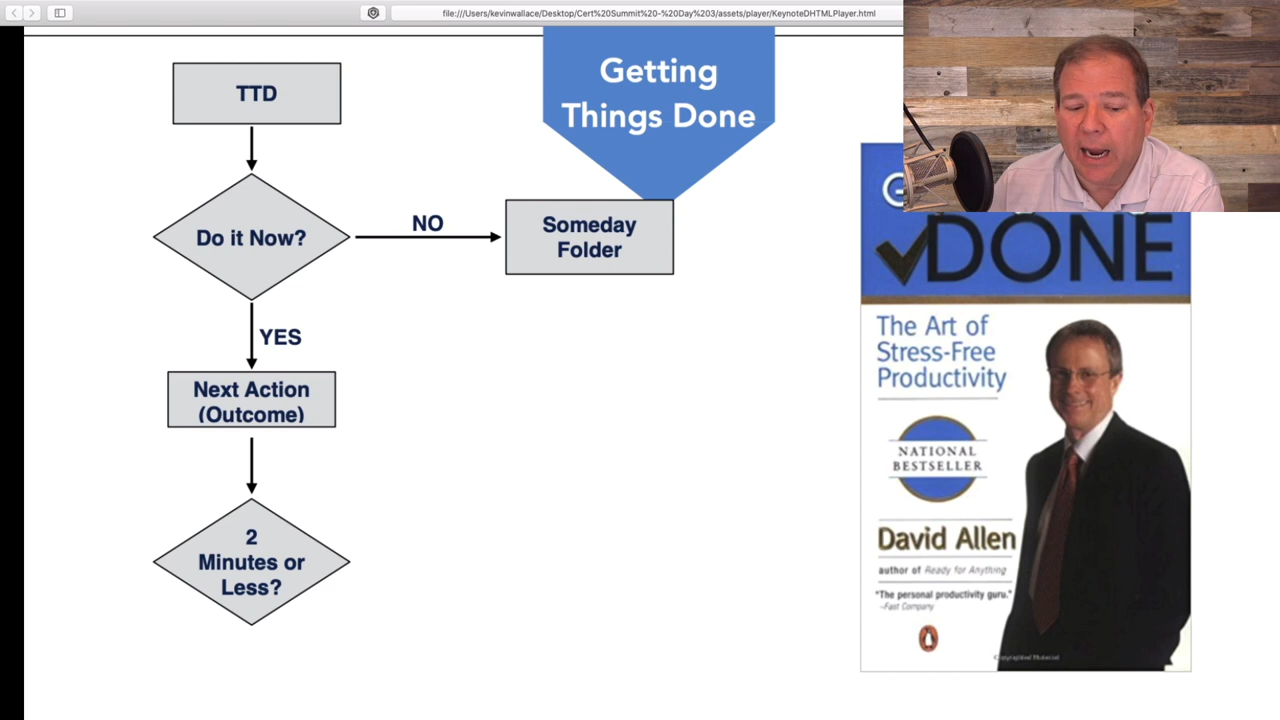 file:///Users/kevinwallace/Desktop/Cert%20Summit%20-%20Day%203/assets/player/KeynoteDHTMLPlayer.html
Getting
Things Done
TTD
Do it Now?
NO
Someday
Folder
YES
Next Action
(Outcome)
2
Minutes or
Less?
G
DONE
The Art of
Stress-Free
Productivity
NATIONAL
BESTSELLER
David Allen
author of Ready for Anything
"The personal productivity guru."
–Fast Company
Copyrighted Material